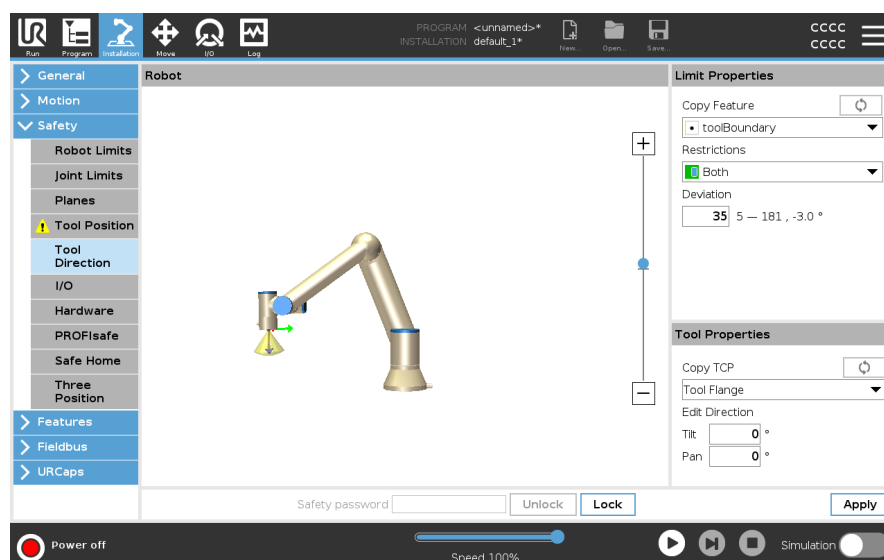 PROGRAM <unnamed>*
INSTALLATION default_1*
CCCC
CCCC
Run Program Installation Move I/O Log New... Open... Save...
General
Motion
Safety
Robot Limits
Joint Limits
Planes
Tool Position
Tool
Direction
I/O
Hardware
PROFIsafe
Safe Home
Three
Position
Features
Fieldbus
URCaps
Robot
Limit Properties
Copy Feature
toolBoundary
Restrictions
Both
Deviation
35 5 — 181 , -3.0 °
Tool Properties
Copy TCP
Tool Flange
Edit Direction
Tilt 0 °
Pan 0 °
Safety password Unlock Lock Apply
Power off
Speed 100%
Simulation